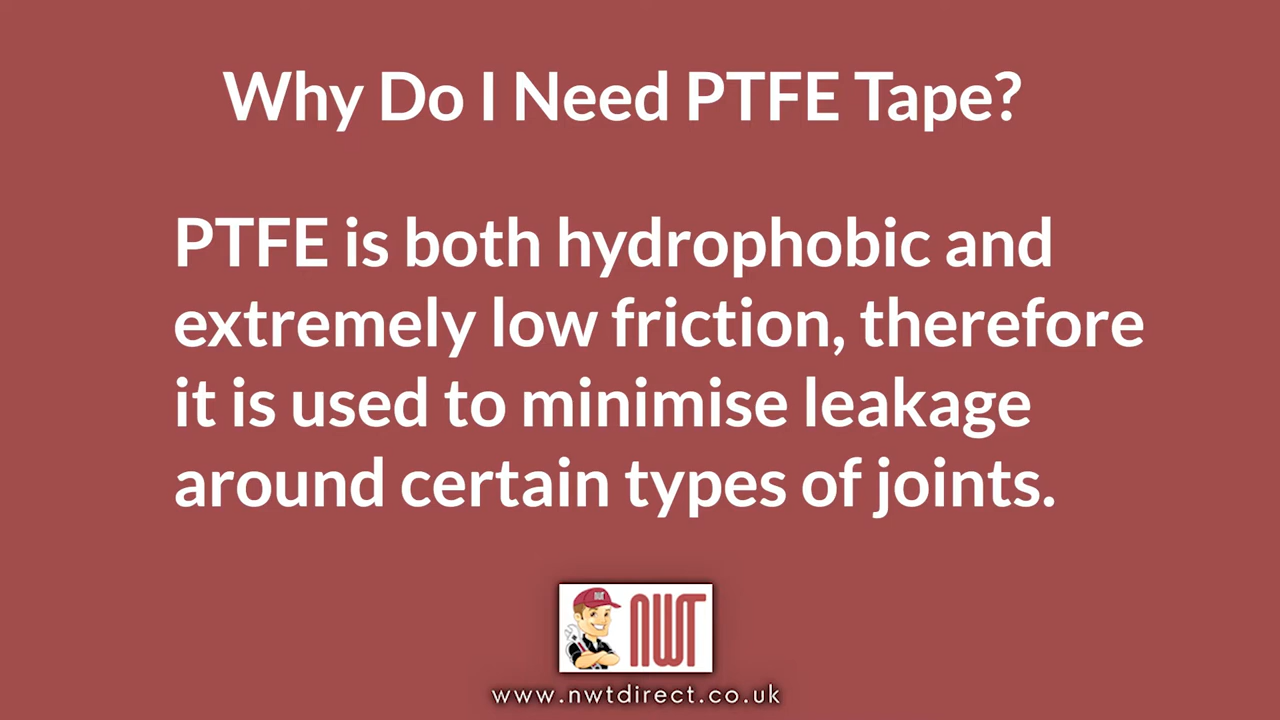 Why Do I Need PTFE Tape?
PTFE is both hydrophobic and
extremely low friction, therefore
it is used to minimise leakage
around certain types of joints.
NWT
www.nwtdirect.co.uk